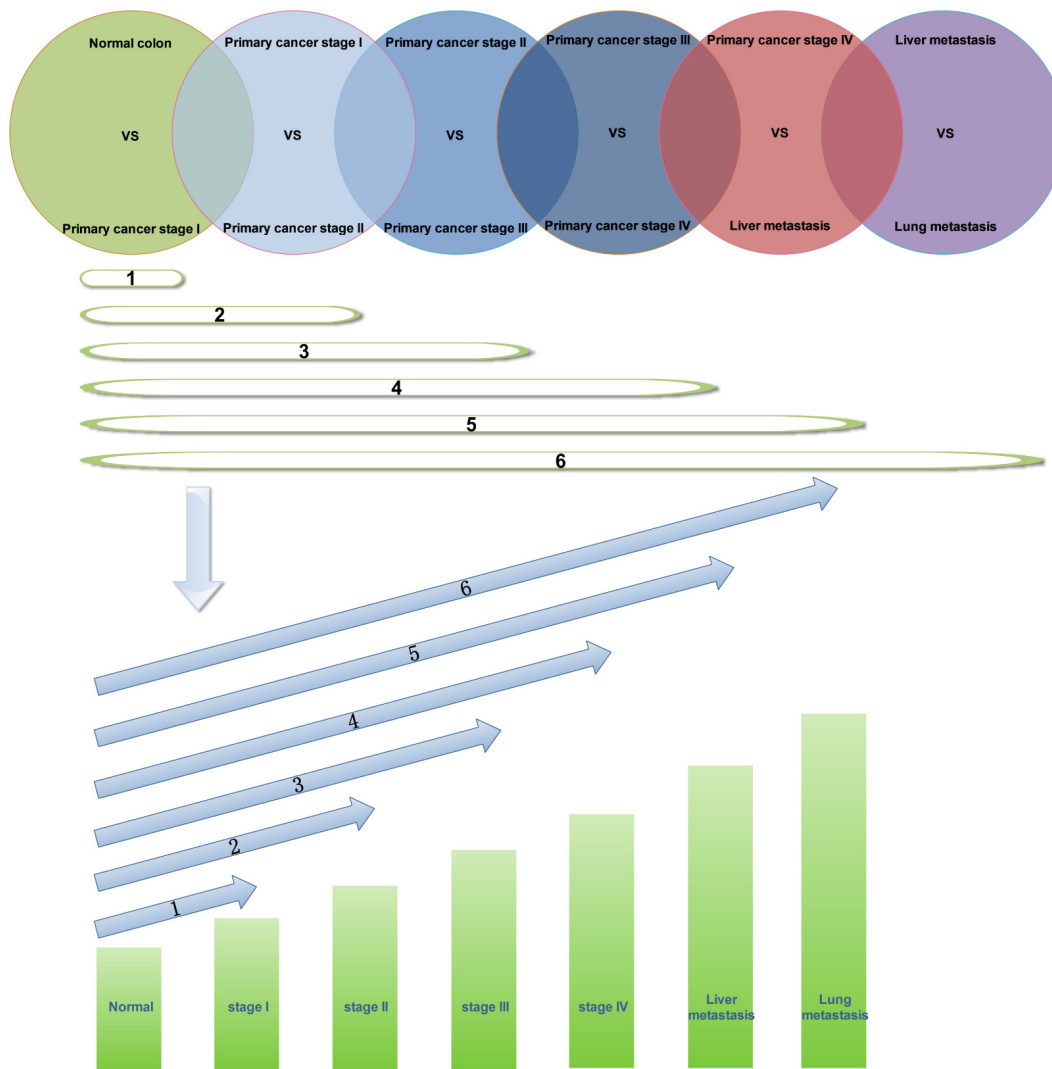 Normal colon
VS
Primary cancer stage I
Primary cancer stage I
VS
Primary cancer stage II
Primary cancer stage II
VS
Primary cancer stage III
Primary cancer stage III
VS
Primary cancer stage IV
Primary cancer stage IV
VS
Liver metastasis
Liver metastasis
VS
Lung metastasis
1
2
3
4
5
6
6
5
4
3
2
1
Normal
stage I
stage II
stage III
stage IV
Liver
metastasis
Lung
metastasis